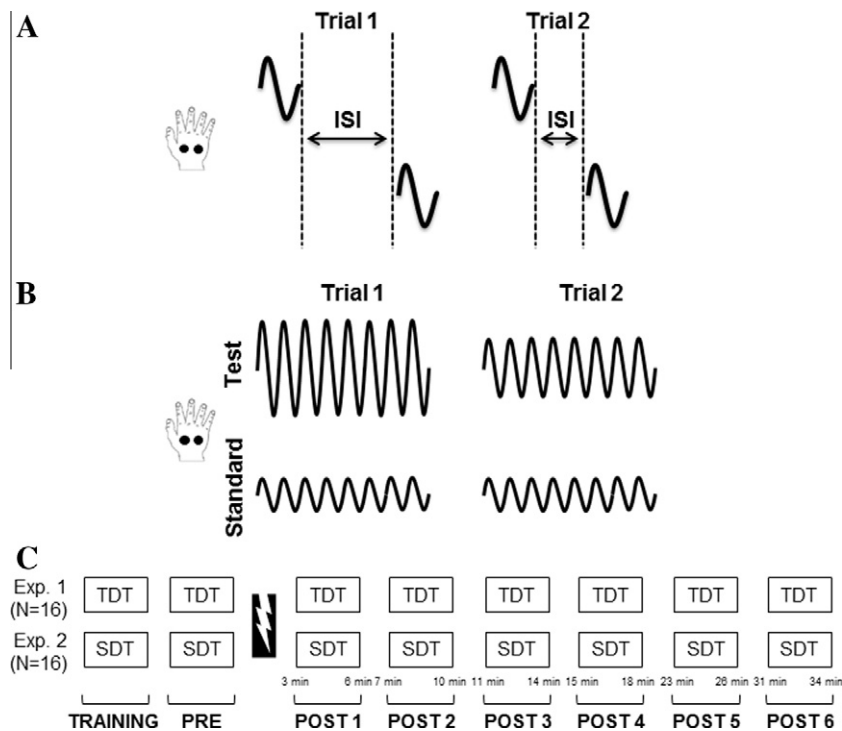 A
Trial 1 Trial 2
ISI ISI
B
Trial 1 Trial 2
Test
Standard
C
Exp. 1
(N=16)
TDT TDT TDT TDT TDT TDT TDT TDT
Exp. 2
(N=16)
SDT SDT SDT SDT SDT SDT SDT SDT
3 min 6 min 7 min 10 min 11 min 14 min 15 min 18 min 23 min 26 min 31 min 34 min
TRAINING PRE POST 1 POST 2 POST 3 POST 4 POST 5 POST 6